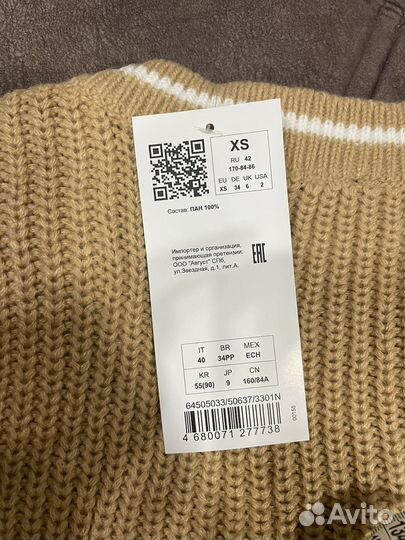 XS
RU 42
170-84-86
EU DE UK USA
XS 34 6 2
Состав: ПАН 100%
Импортер и организация,
принимающая претензии:
ООО "Август" СПб,
ул.Звездная, д.1, лит.А.
EAC
IT BR MEX
40 34PP ECH
KR JP CN
55(90) 9 160/84A
64505033/50637/3301N
00155
4 680071 277738
Avito